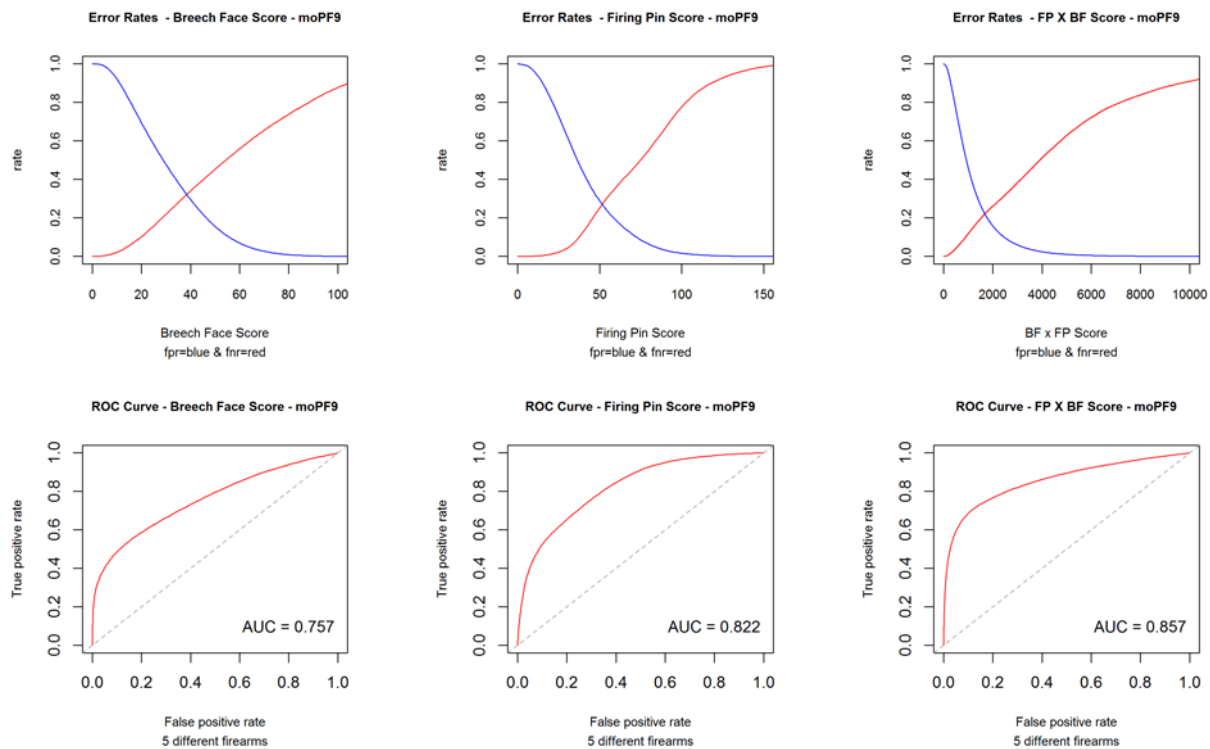 Error Rates - Breech Face Score - moPF9
rate
0.0 0.2 0.4 0.6 0.8 1.0
0 20 40 60 80 100
Breech Face Score
fpr=blue & fnr=red
Error Rates - Firing Pin Score - moPF9
rate
0.0 0.2 0.4 0.6 0.8 1.0
0 50 100 150
Firing Pin Score
fpr=blue & fnr=red
Error Rates - FP X BF Score - moPF9
rate
0.0 0.2 0.4 0.6 0.8 1.0
0 2000 4000 6000 8000 10000
BF x FP Score
fpr=blue & fnr=red
ROC Curve - Breech Face Score - moPF9
True positive rate
0.0 0.2 0.4 0.6 0.8 1.0
AUC = 0.757
0.0 0.2 0.4 0.6 0.8 1.0
False positive rate
5 different firearms
ROC Curve - Firing Pin Score - moPF9
True positive rate
0.0 0.2 0.4 0.6 0.8 1.0
AUC = 0.822
0.0 0.2 0.4 0.6 0.8 1.0
False positive rate
5 different firearms
ROC Curve - FP X BF Score - moPF9
True positive rate
0.0 0.2 0.4 0.6 0.8 1.0
AUC = 0.857
0.0 0.2 0.4 0.6 0.8 1.0
False positive rate
5 different firearms